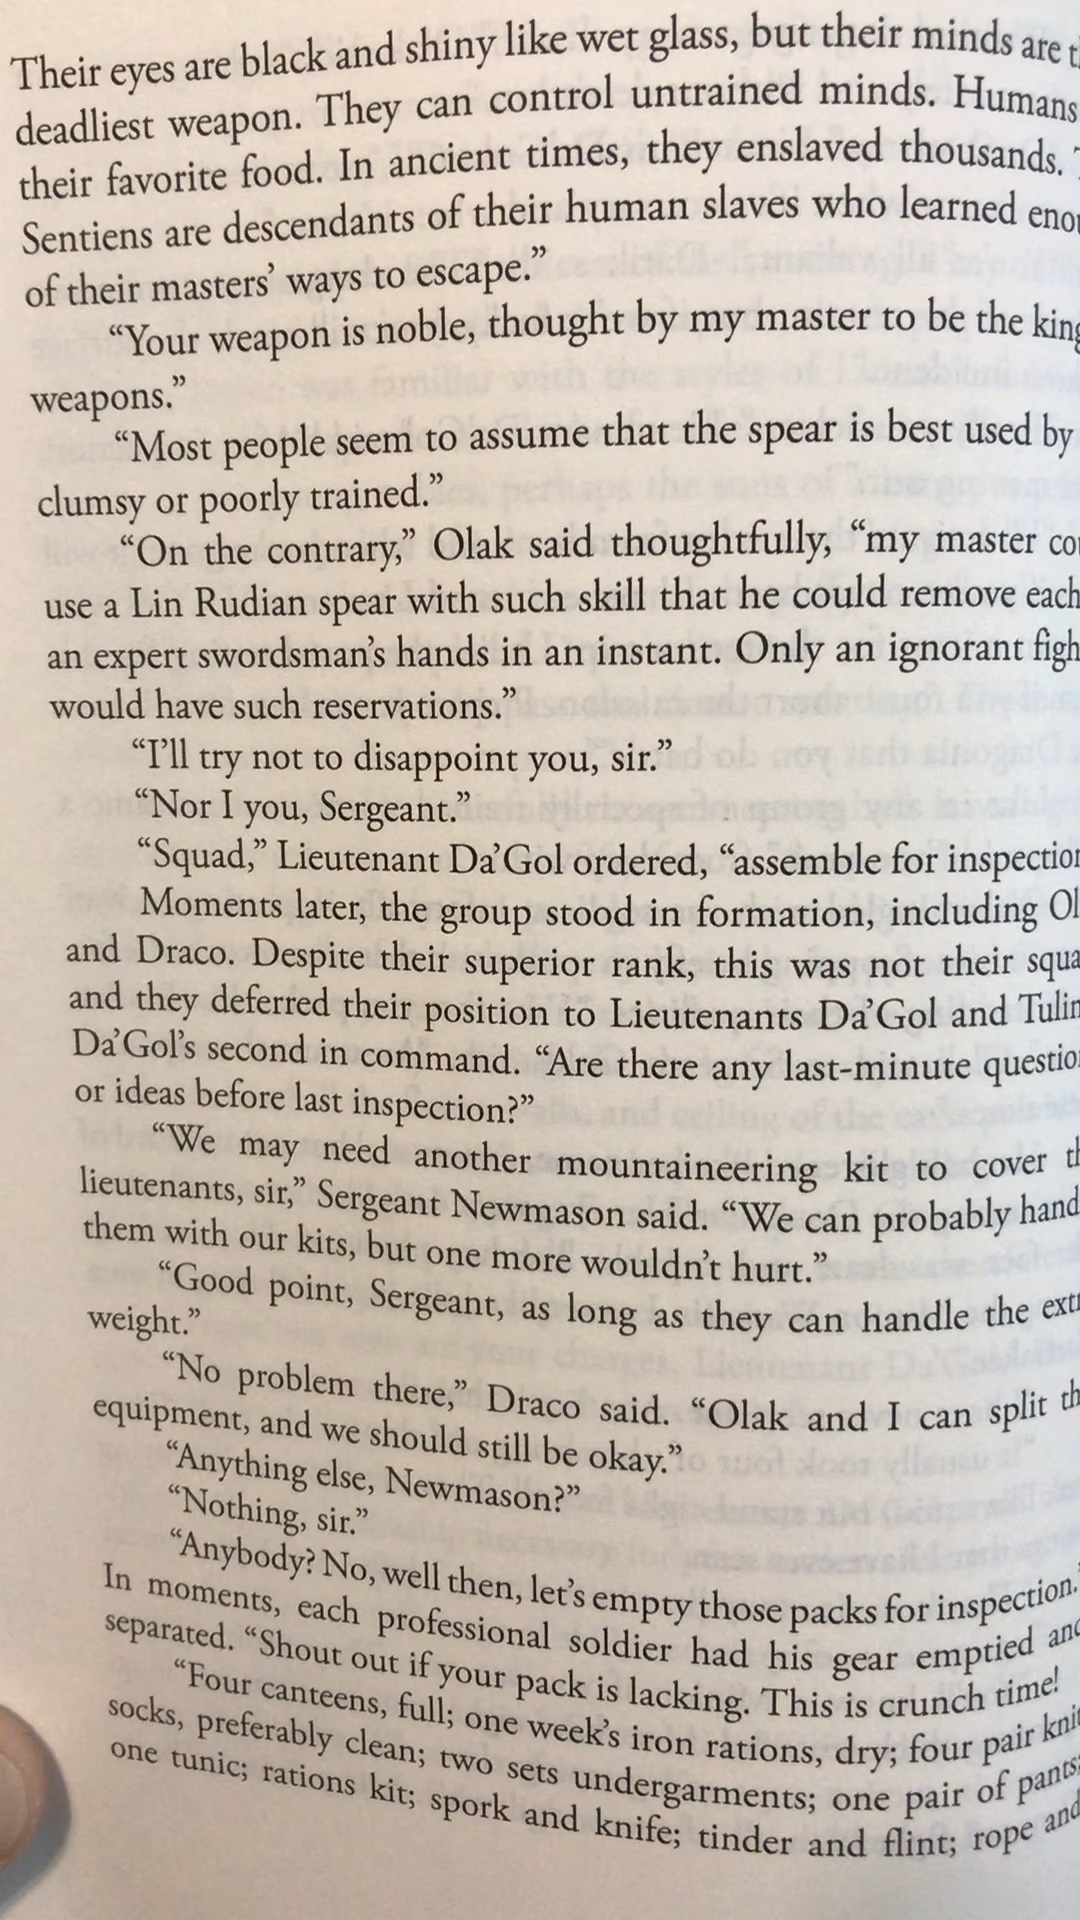 Their eyes are black and shiny like wet glass, but their minds are
deadliest weapon. They can control untrained minds. Humans
their favorite food. In ancient times, they enslaved thousands.
Sentiens are descendants of their human slaves who learned
of their masters’ ways to escape.”
“Your weapon is noble, thought by my master to be the king
weapons.”
“Most people seem to assume that the spear is best used by
clumsy or poorly trained.”
“On the contrary,” Olak said thoughtfully, “my master
use a Lin Rudian spear with such skill that he could remove each
an expert swordsman’s hands in an instant. Only an ignorant
would have such reservations.”
“I’ll try not to disappoint you, sir.”
“Nor I you, Sergeant.”
“Squad,” Lieutenant Da’Gol ordered, “assemble for inspection
Moments later, the group stood in formation, including
and Draco. Despite their superior rank, this was not their
and they deferred their position to Lieutenants Da’Gol and
Da’Gol’s second in command. “Are there any last-minute
or ideas before last inspection?”
“We may need another mountaineering kit to cover
lieutenants, sir,” Sergeant Newmason said. “We can probably
them with our kits, but one more wouldn’t hurt.”
“Good point, Sergeant, as long as they can handle the
weight.”
“No problem there,” Draco said. “Olak and I can split
equipment, and we should still be okay.”
“Anything else, Newmason?”
“Nothing, sir.”
“Anybody? No, well then, let’s empty those packs for inspection.
In moments, each professional soldier had his gear emptied and
separated. “Shout out if your pack is lacking. This is crunch time!
“Four canteens, full; one week’s iron rations, dry; four pair knit
socks, preferably clean; two sets undergarments; one pair of pants;
one tunic; rations kit; spork and knife; tinder and flint; rope and